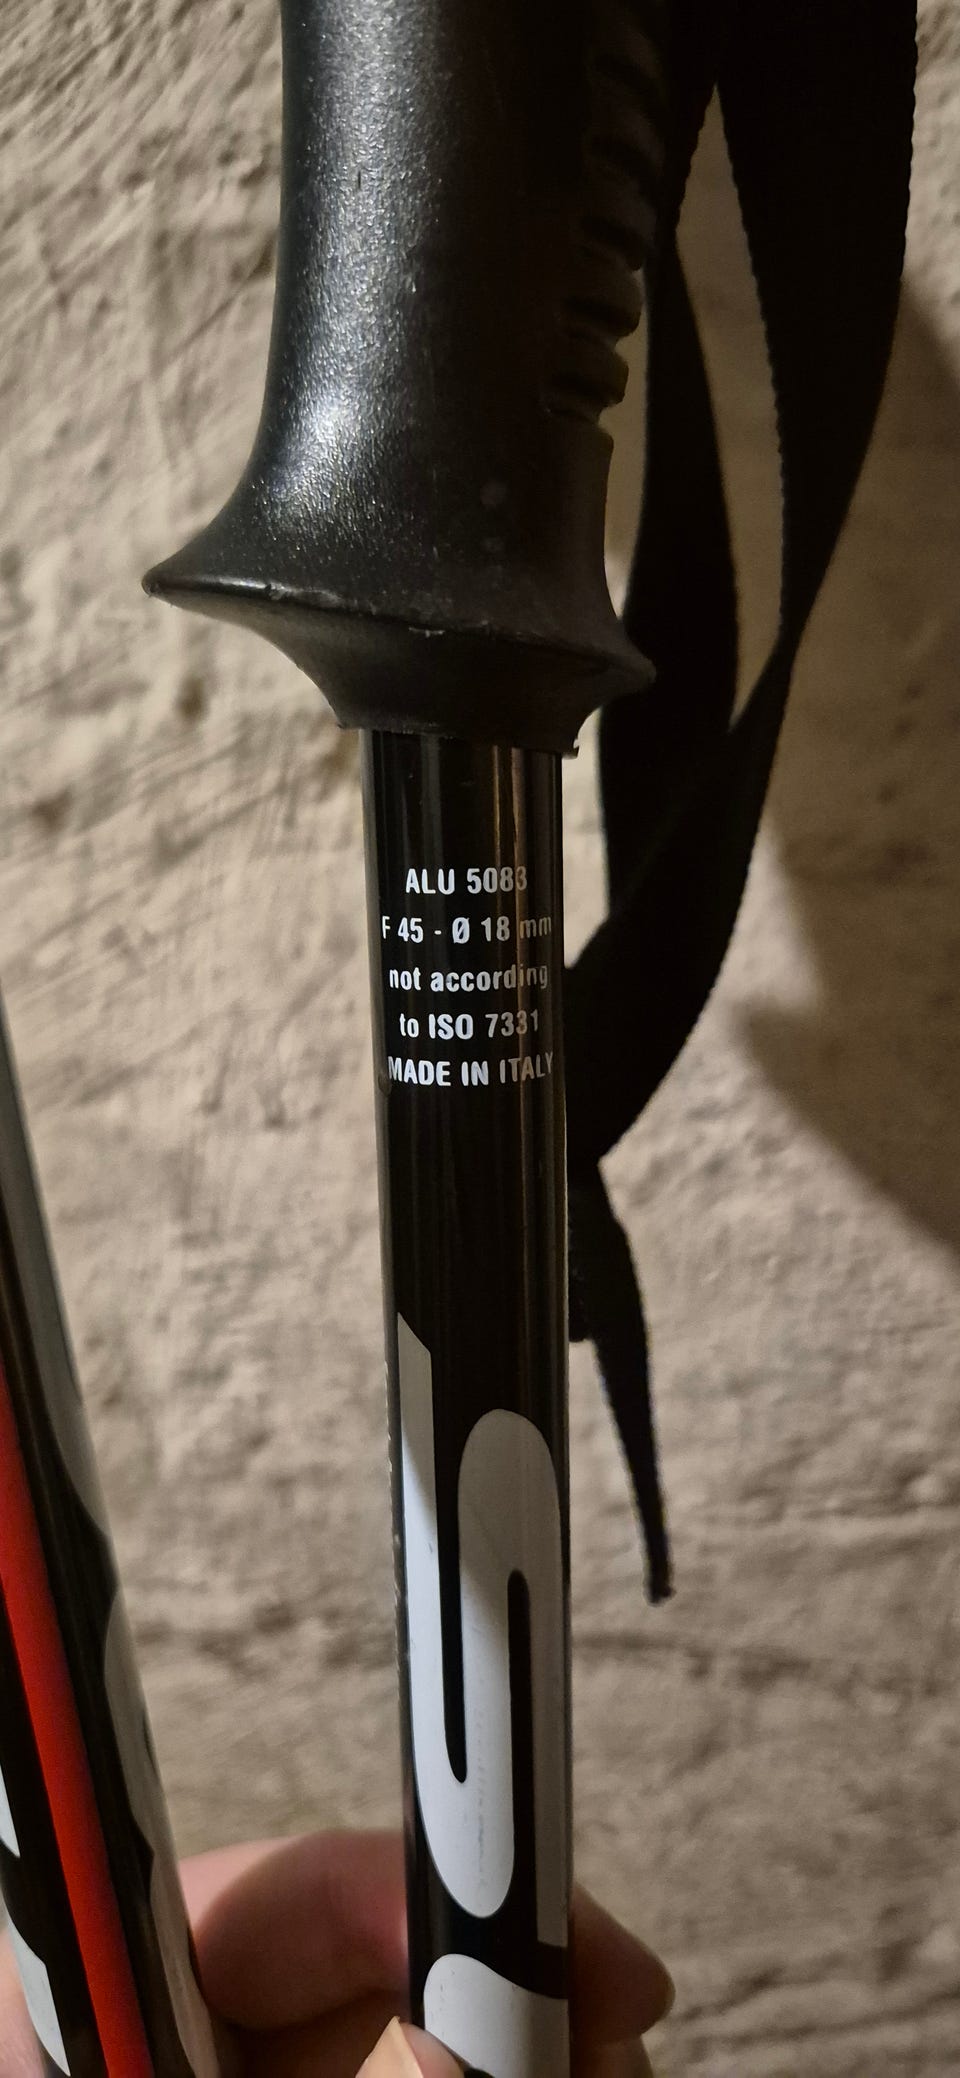 ALU 5083
F 45 - Ø 18 mm
not according
to ISO 7331
MADE IN ITALY